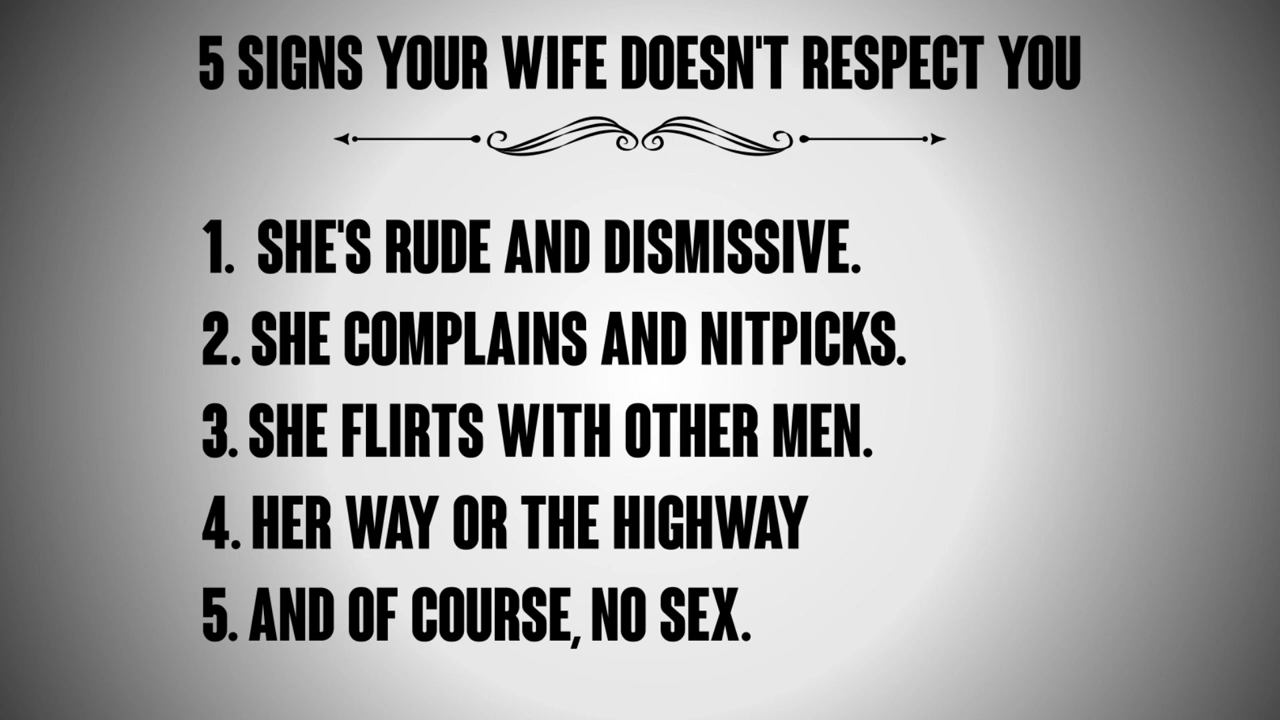 5 SIGNS YOUR WIFE DOESN'T RESPECT YOU
1. SHE'S RUDE AND DISMISSIVE.
2. SHE COMPLAINS AND NITPICKS.
3. SHE FLIRTS WITH OTHER MEN.
4. HER WAY OR THE HIGHWAY
5. AND OF COURSE, NO SEX.